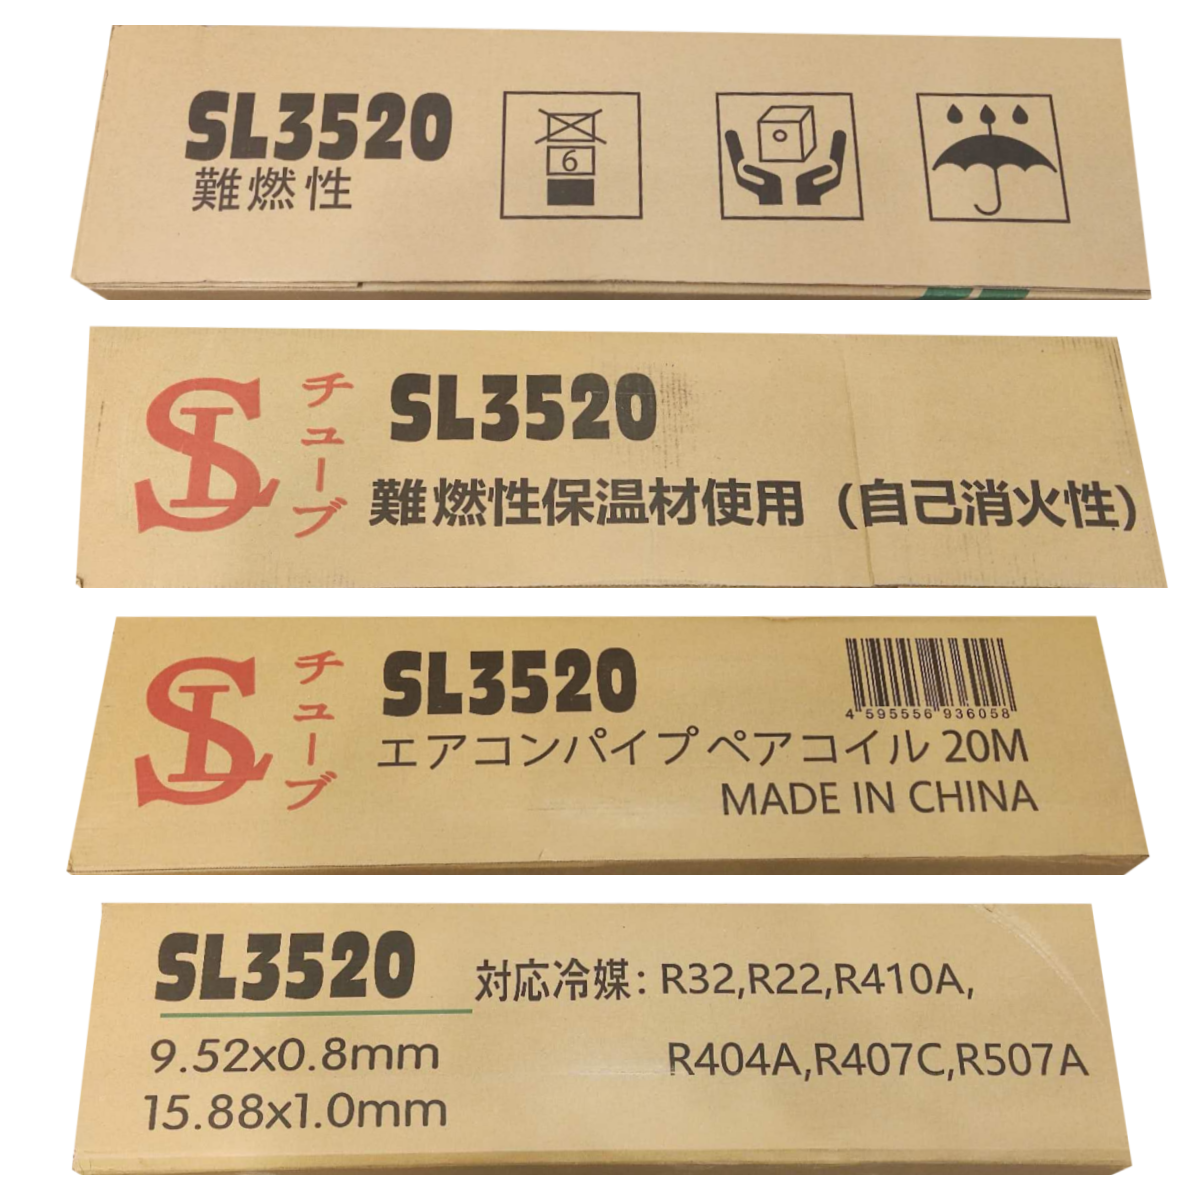 SL3520
難燃性
6
SL
チューブ
SL3520
難燃性保温材使用 (自己消火性)
SL
チューブ
SL3520
4 595556 936058
エアコンパイプ ペアコイル 20M
MADE IN CHINA
SL3520
対応冷媒: R32,R22,R410A,
R404A,R407C,R507A
9.52x0.8mm
15.88x1.0mm